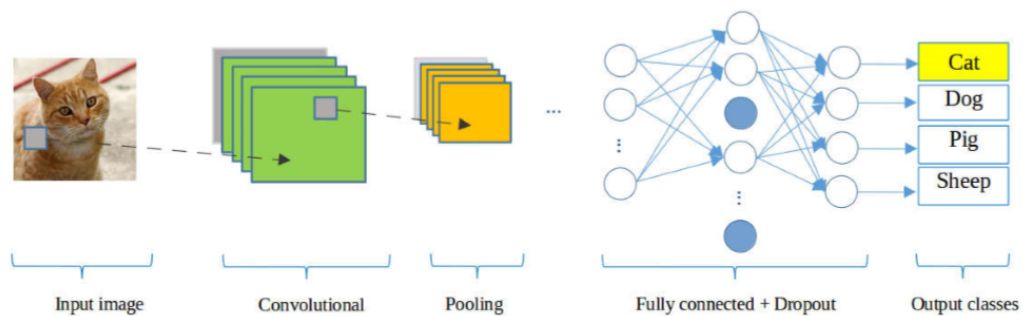 Cat
Dog
Pig
Sheep
...
Input image
Convolutional
Pooling
Fully connected + Dropout
Output classes